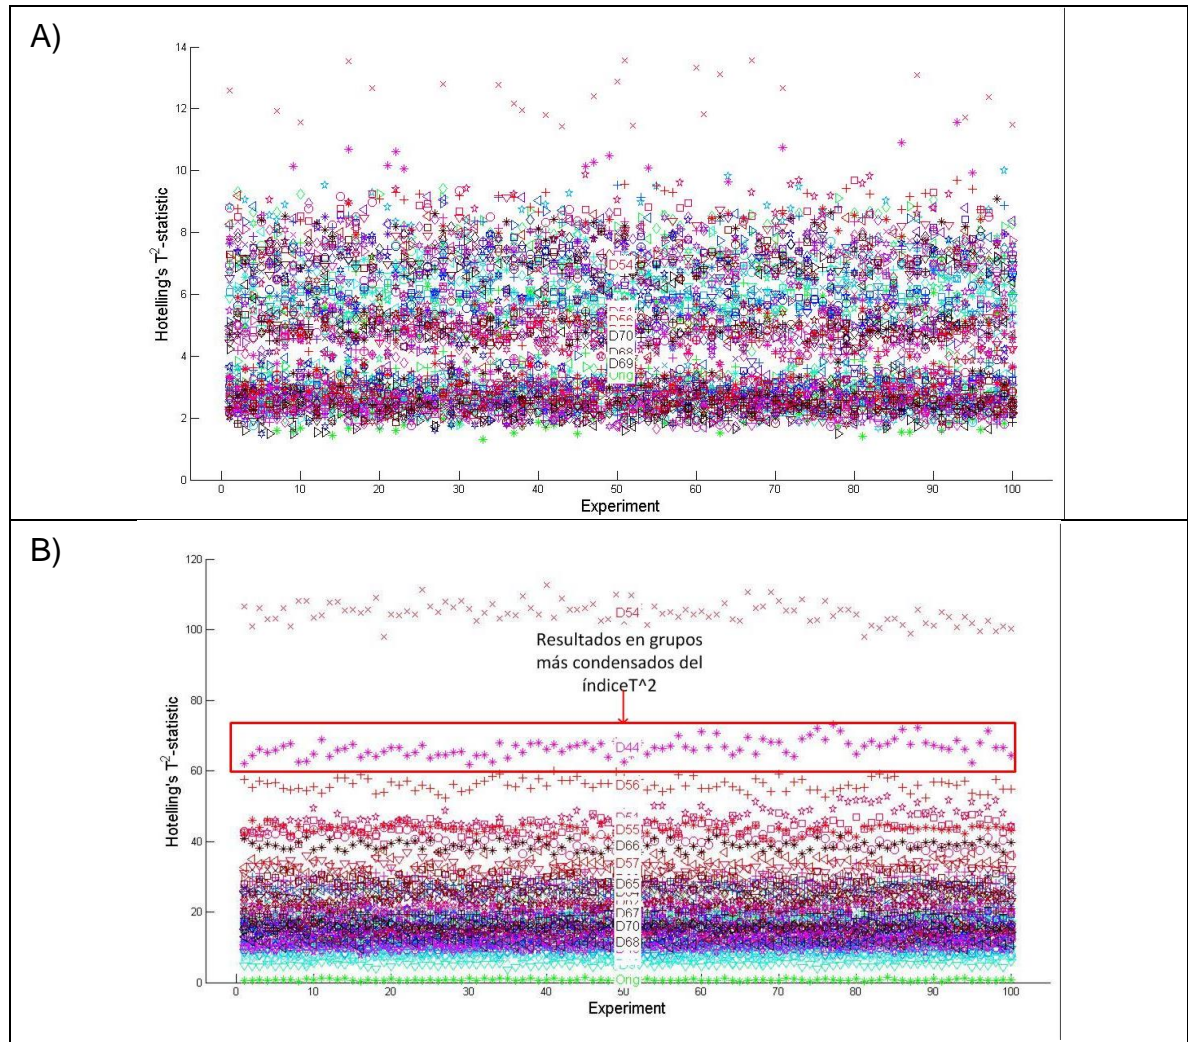 A)
14
12
10
8
6
4
2
0
Hotelling's T²-statistic
D54
D70
D68
D69
Orig
0 10 20 30 40 50 60 70 80 90 100
Experiment
B)
120
100
80
60
40
20
0
Hotelling's T²-statistic
D54
Resultados en grupos
más condensados del
índiceT^2
D44
D56
D55
D66
D57
D65
D67
D70
D68
Orig
0 10 20 30 40 50 60 70 80 90 100
Experiment